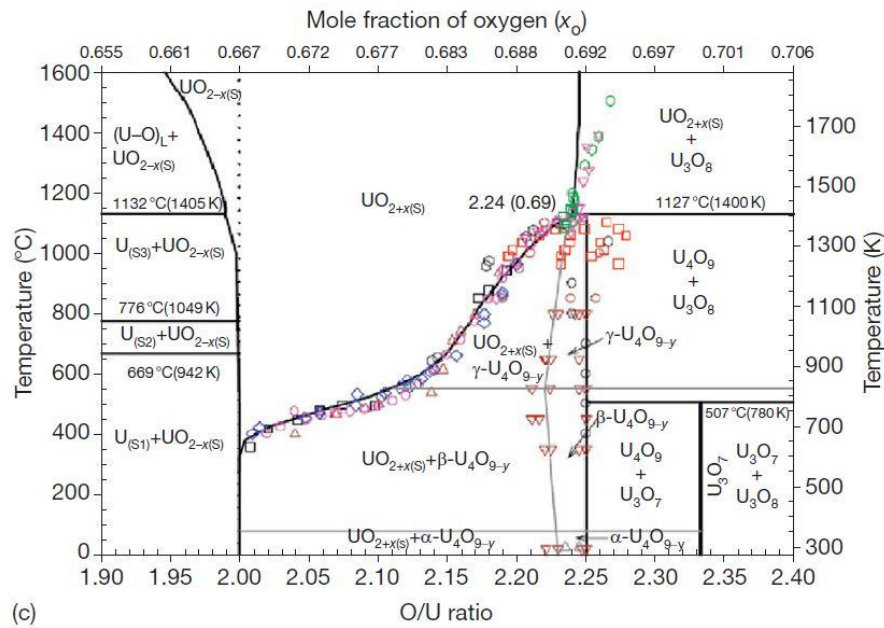 Mole fraction of oxygen (xo)
0.655 0.661 0.667 0.672 0.677 0.683 0.688 0.692 0.697 0.701 0.706
1600
1400
1200
1000
800
600
400
200
0
Temperature (°C)
UO2–x(S)
(U–O)L+
UO2–x(S)
1132 °C(1405 K)
U(S3)+UO2–x(S)
776 °C(1049 K)
U(S2)+UO2–x(S)
669 °C(942 K)
U(S1)+UO2–x(S)
UO2+x(S)
2.24 (0.69)
UO2+x(S)
+
U3O8
1127 °C(1400 K)
U4O9
+
U3O8
UO2+x(S) +
γ-U4O9–y
γ-U4O9–y
507 °C(780 K)
β-U4O9–y
UO2+x(S)+β-U4O9–y
U4O9
+
U3O7
U3O7
U3O7
+
U3O8
UO2+x(S)+α-U4O9–y
α-U4O9–y
1700
1500
1300
1100
900
700
500
300
Temperature (K)
1.90 1.95 2.00 2.05 2.10 2.15 2.20 2.25 2.30 2.35 2.40
(c)
O/U ratio